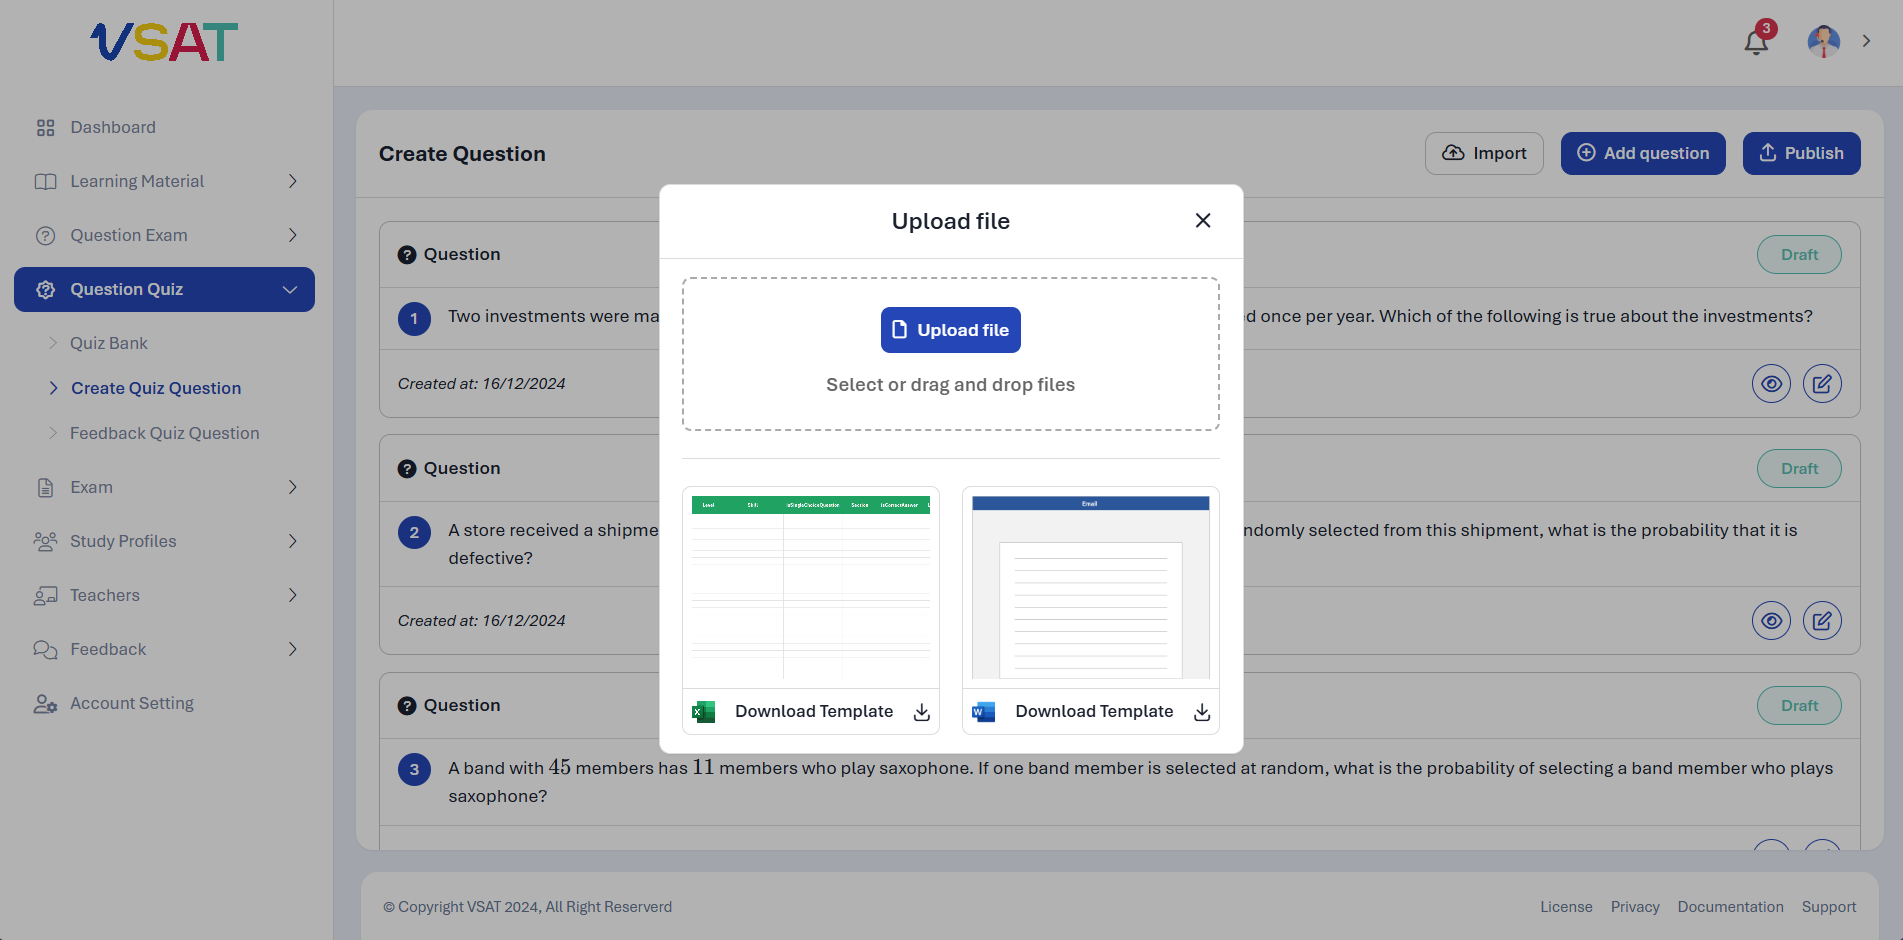 VSAT
3
Dashboard
Learning Material
Question Exam
Question Quiz
Quiz Bank
Create Quiz Question
Feedback Quiz Question
Exam
Study Profiles
Teachers
Feedback
Account Setting
Create Question
Import
Add question
Publish
Question
Draft
1 Two investments were ma
d once per year. Which of the following is true about the investments?
Created at: 16/12/2024
Question
Draft
2 A store received a shipme
ndomly selected from this shipment, what is the probability that it is
defective?
Created at: 16/12/2024
Question
Draft
3 A band with 45 members has 11 members who play saxophone. If one band member is selected at random, what is the probability of selecting a band member who plays
saxophone?
Upload file
Upload file
Select or drag and drop files
Level Skill isSingleChoiceQuestion Section isCorrectAnswer
Email
Download Template
Download Template
© Copyright VSAT 2024, All Right Reserverd
License Privacy Documentation Support